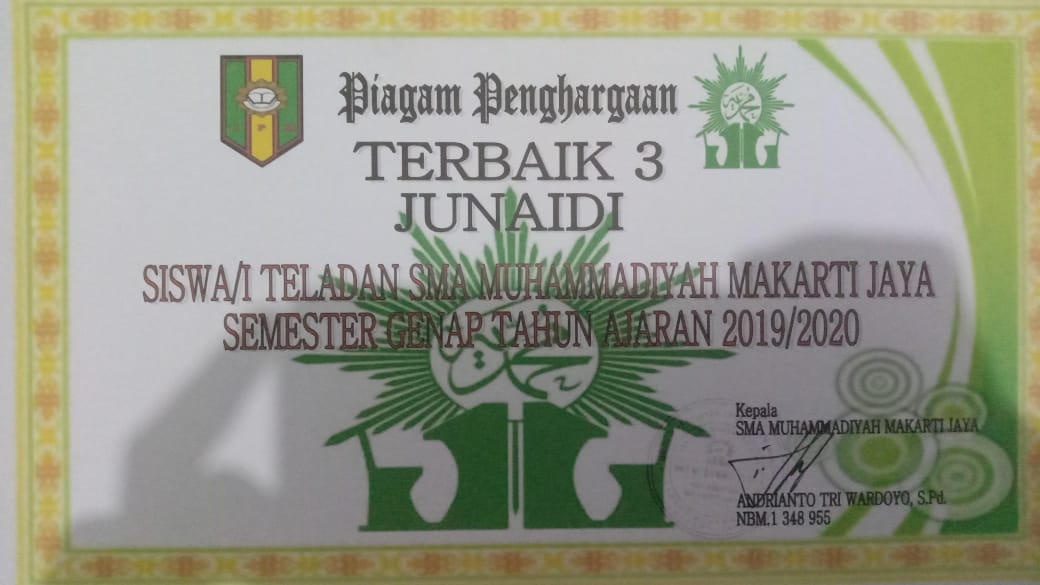 Piagam Penghargaan
TERBAIK 3
JUNAIDI
SISWA/I TELADAN SMA MUHAMMADIYAH MAKARTI JAYA
SEMESTER GENAP TAHUN AJARAN 2019/2020
Kepala
SMA MUHAMMADIYAH MAKARTI JAYA
ANDRIANTO TRI WARDOYO, S.Pd.
NBM.1 348 955